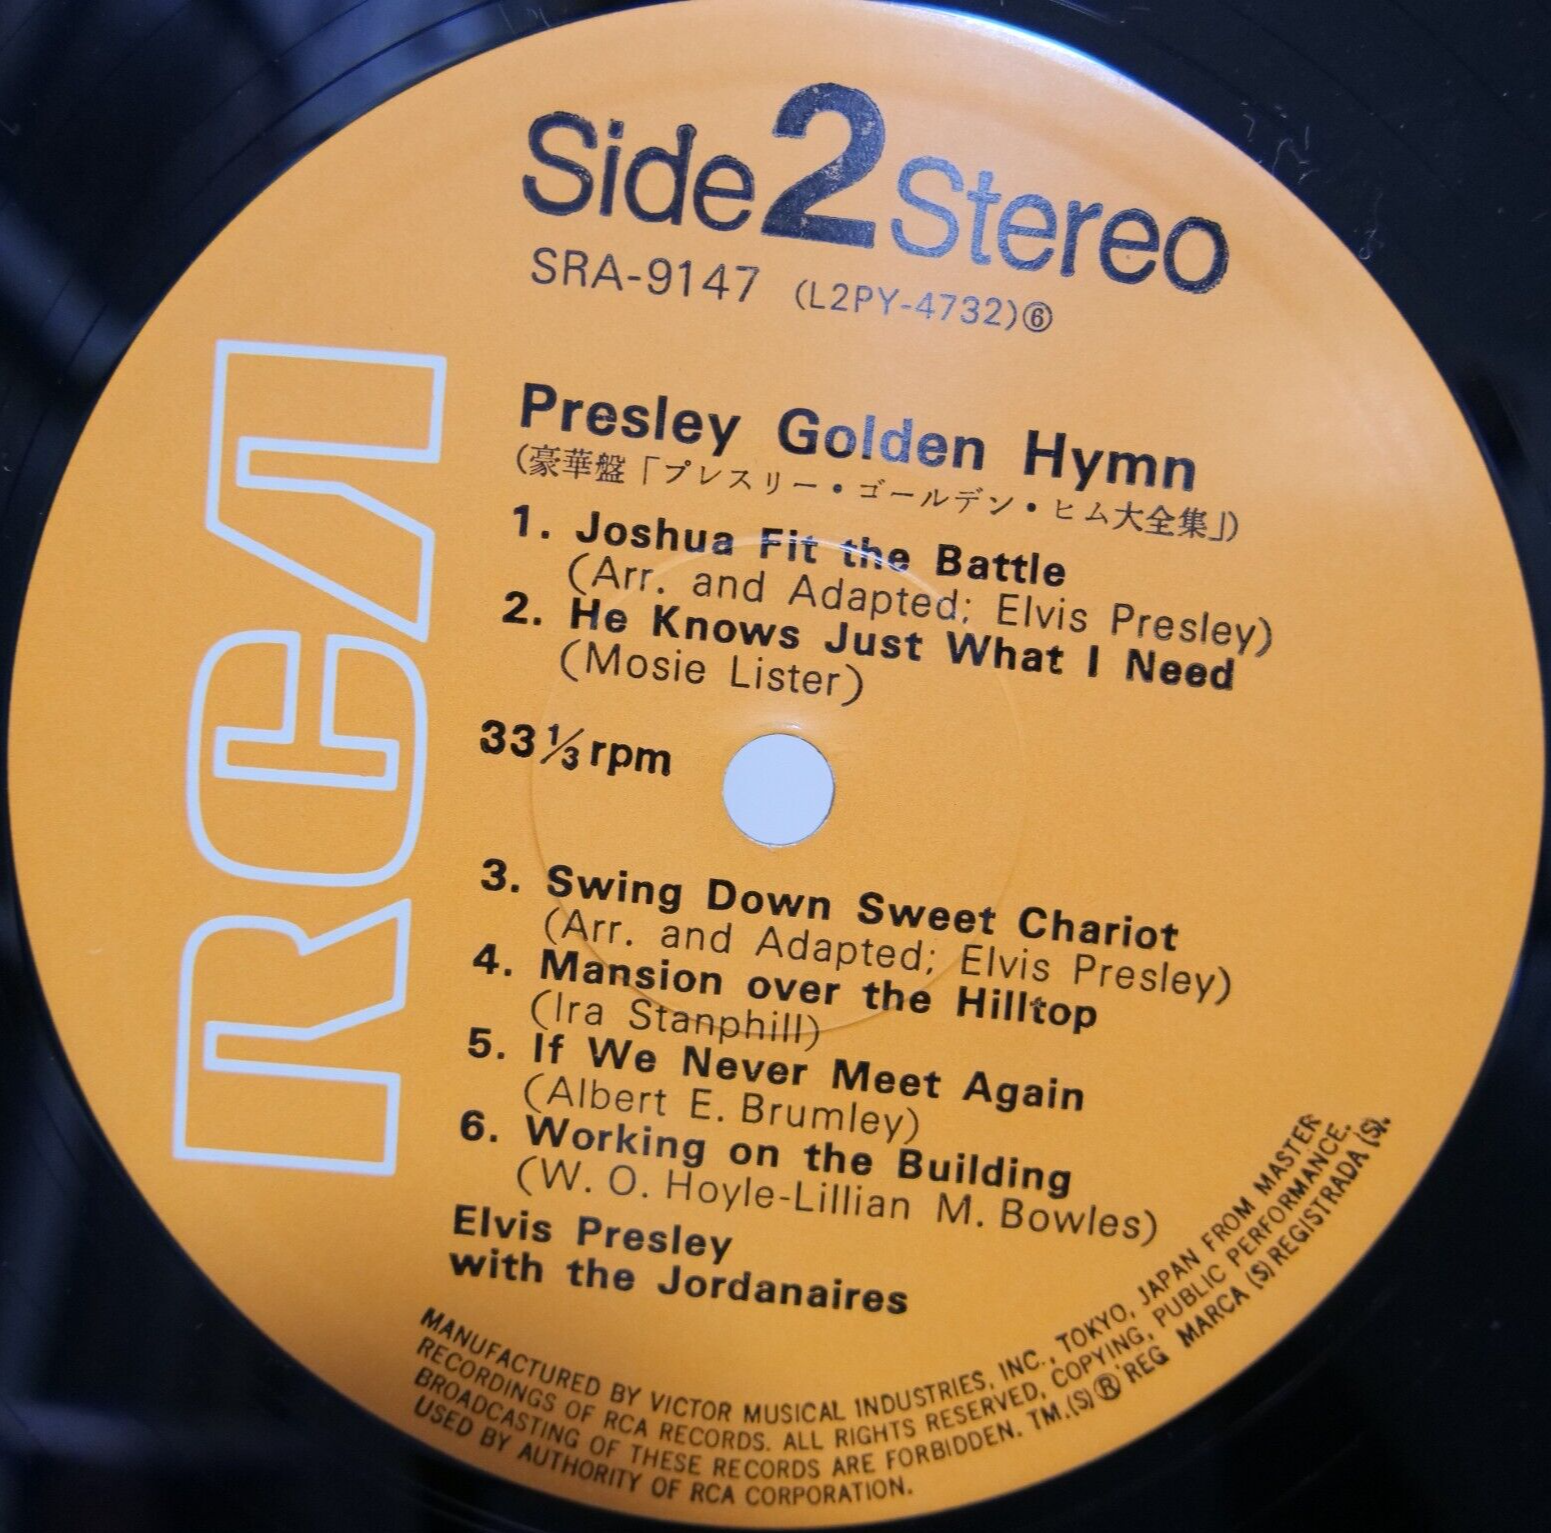 Side 2 Stereo
SRA-9147 (L2PY-4732)⑥
Presley Golden Hymn
(豪華盤「プレスリー・ゴールデン・ヒム大全集」)
1. Joshua Fit the Battle
(Arr. and Adapted; Elvis Presley)
2. He Knows Just What I Need
(Mosie Lister)
33⅓rpm
3. Swing Down Sweet Chariot
(Arr. and Adapted; Elvis Presley)
4. Mansion over the Hilltop
(Ira Stanphill)
5. If We Never Meet Again
(Albert E. Brumley)
6. Working on the Building
(W. O. Hoyle-Lillian M. Bowles)
Elvis Presley
with the Jordanaires
RCA
MANUFACTURED BY VICTOR MUSICAL INDUSTRIES, INC., TOKYO, JAPAN FROM MASTER
RECORDINGS OF RCA RECORDS. ALL RIGHTS RESERVED, COPYING, PUBLIC PERFORMANCE.
BROADCASTING OF THESE RECORDS ARE FORBIDDEN. TM.(S)® REG MARCA (S) REGISTRADA (S).
USED BY AUTHORITY OF RCA CORPORATION.